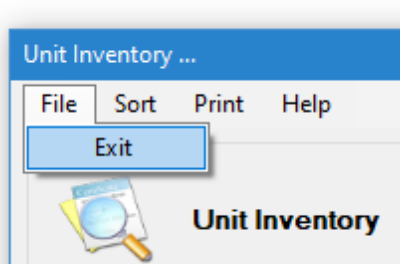 Unit Inventory ...
File Sort Print Help
Exit
Unit Inventory